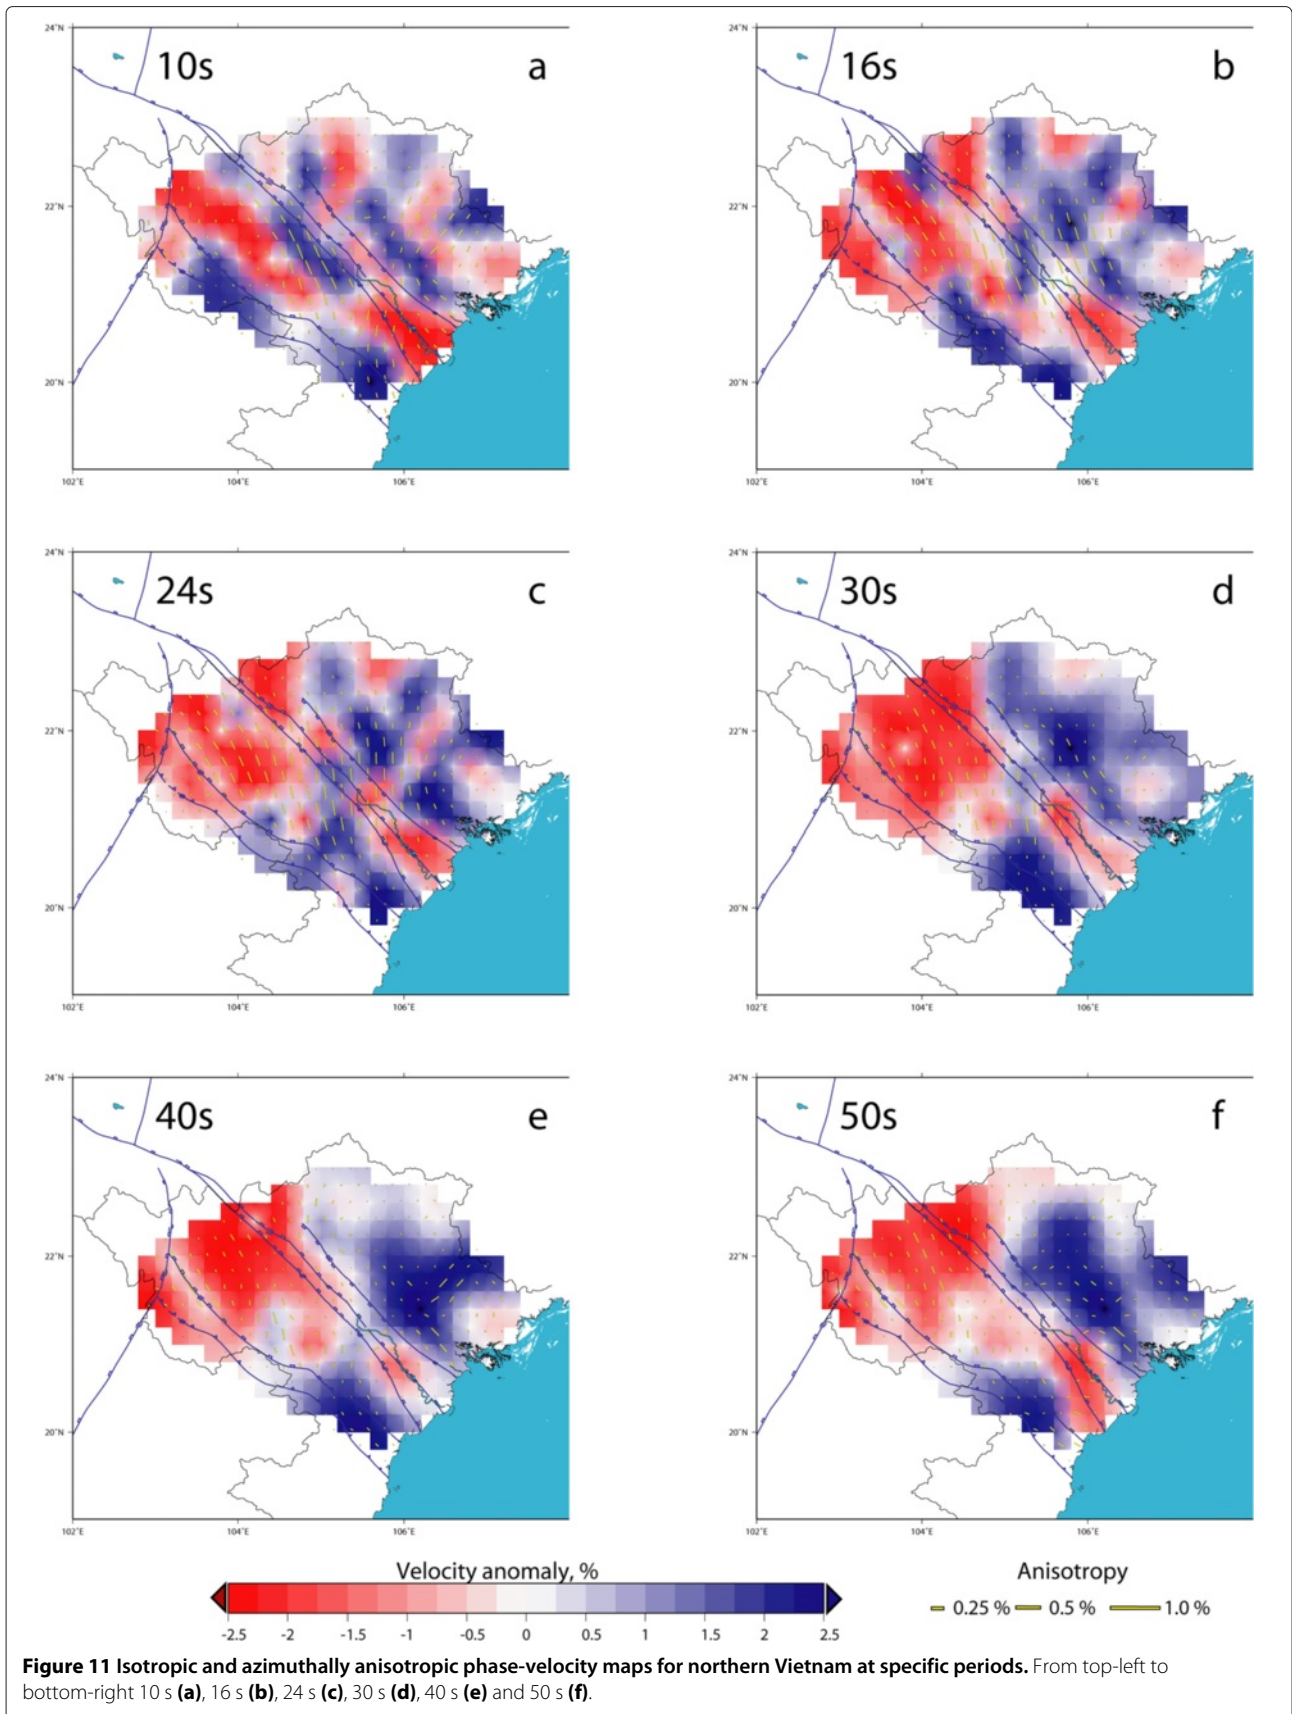 24°N
10s
a
22°N
20°N
102°E
104°E
106°E
24°N
16s
b
22°N
20°N
102°E
104°E
106°E
24°N
24s
c
22°N
20°N
102°E
104°E
106°E
24°N
30s
d
22°N
20°N
102°E
104°E
106°E
24°N
40s
e
22°N
20°N
102°E
104°E
106°E
24°N
50s
f
22°N
20°N
102°E
104°E
106°E
Velocity anomaly, %
-2.5 -2 -1.5 -1 -0.5 0 0.5 1 1.5 2 2.5
Anisotropy
0.25 % 0.5 % 1.0 %
Figure 11 Isotropic and azimuthally anisotropic phase-velocity maps for northern Vietnam at specific periods. From top-left to
bottom-right 10 s (a), 16 s (b), 24 s (c), 30 s (d), 40 s (e) and 50 s (f).